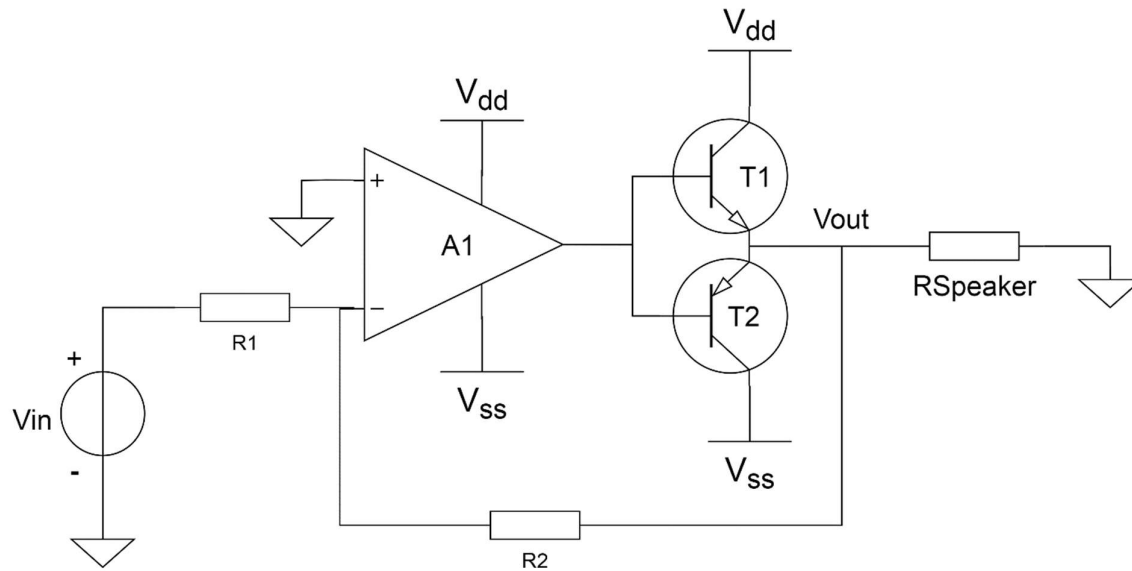 Vdd
Vdd
+
T1
A1
Vout
−
RSpeaker
R1
T2
+
Vss
Vin
-
Vss
R2